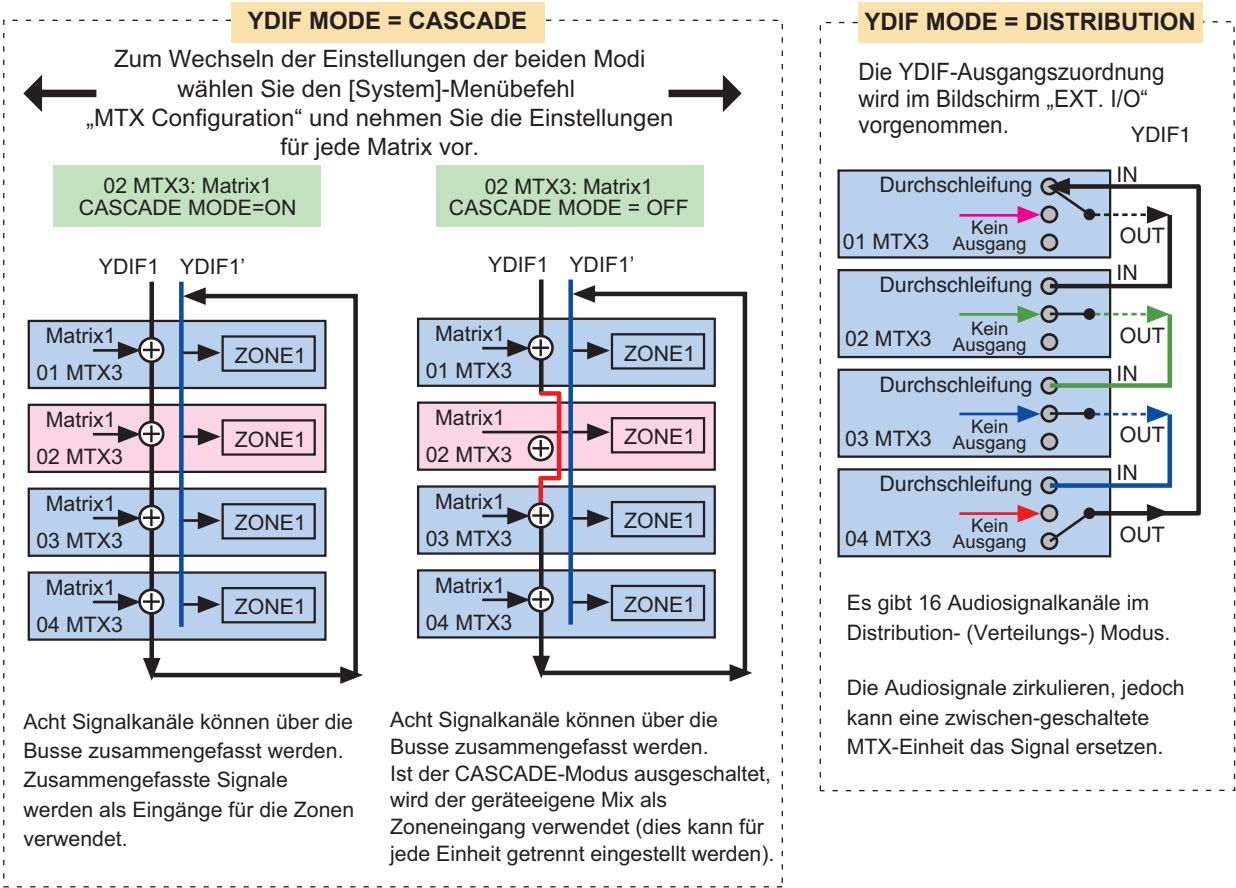 YDIF MODE = CASCADE
Zum Wechseln der Einstellungen der beiden Modi
wählen Sie den [System]-Menübefehl
„MTX Configuration“ und nehmen Sie die Einstellungen
für jede Matrix vor.
02 MTX3: Matrix1
CASCADE MODE=ON
YDIF1 YDIF1’
Matrix1
ZONE1
01 MTX3
Matrix1
ZONE1
02 MTX3
Matrix1
ZONE1
03 MTX3
Matrix1
ZONE1
04 MTX3
Acht Signalkanäle können über die
Busse zusammengefasst werden.
Zusammengefasste Signale
werden als Eingänge für die Zonen
verwendet.
02 MTX3: Matrix1
CASCADE MODE = OFF
YDIF1 YDIF1’
Matrix1
ZONE1
01 MTX3
Matrix1
ZONE1
02 MTX3
Matrix1
ZONE1
03 MTX3
Matrix1
ZONE1
04 MTX3
Acht Signalkanäle können über die
Busse zusammengefasst werden.
Ist der CASCADE-Modus ausgeschaltet,
wird der geräteeigene Mix als
Zoneneingang verwendet (dies kann für
jede Einheit getrennt eingestellt werden).
YDIF MODE = DISTRIBUTION
Die YDIF-Ausgangszuordnung
wird im Bildschirm „EXT. I/O“
vorgenommen.
YDIF1
IN
Durchschleifung
Kein
Ausgang
01 MTX3
OUT
IN
Durchschleifung
Kein
Ausgang
02 MTX3
OUT
IN
Durchschleifung
Kein
Ausgang
03 MTX3
OUT
IN
Durchschleifung
Kein
Ausgang
04 MTX3
OUT
Es gibt 16 Audiosignalkanäle im
Distribution- (Verteilungs-) Modus.
Die Audiosignale zirkulieren, jedoch
kann eine zwischen-geschaltete
MTX-Einheit das Signal ersetzen.